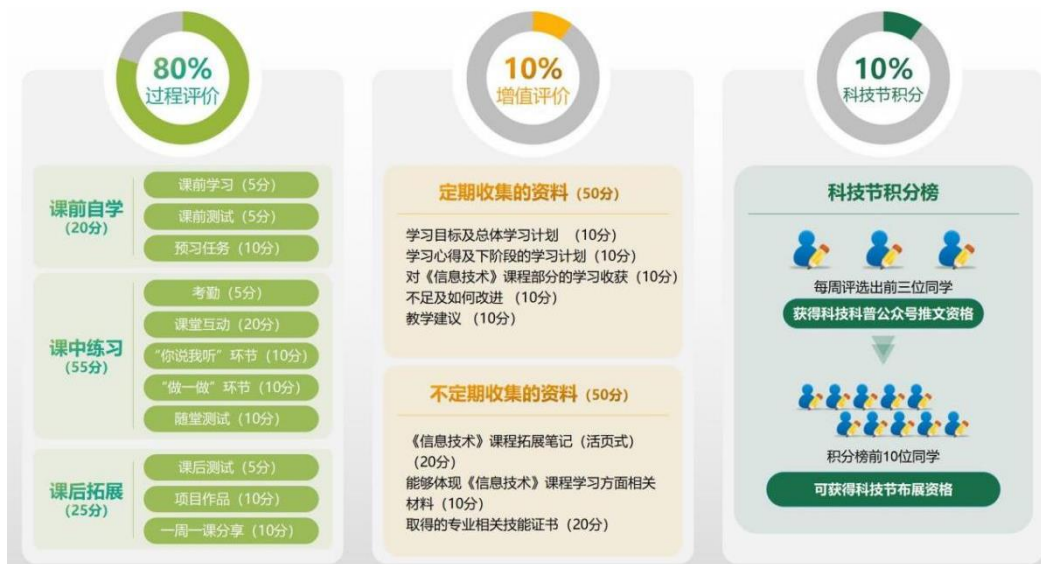 80%
过程评价
课前自学
(20分)
课前学习（5分）
课前测试（5分）
预习任务（10分）
课中练习
(55分)
考勤（5分）
课堂互动（20分）
“你说我听”环节（10分）
“做一做”环节（10分）
随堂测试（10分）
课后拓展
(25分)
课后测试（5分）
项目作品（10分）
一周一课分享（10分）
10%
增值评价
定期收集的资料（50分）
学习目标及总体学习计划 （10分）
学习心得及下阶段的学习计划（10分）
对《信息技术》课程部分的学习收获（10分）
不足及如何改进 （10分）
教学建议 （10分）
不定期收集的资料（50分）
《信息技术》课程拓展笔记（活页式）
（20分）
能够体现《信息技术》课程学习方面相关
材料（10分）
取得的专业相关技能证书（20分）
10%
科技节积分
科技节积分榜
每周评选出前三位同学
获得科技科普公众号推文资格
积分榜前10位同学
可获得科技节布展资格